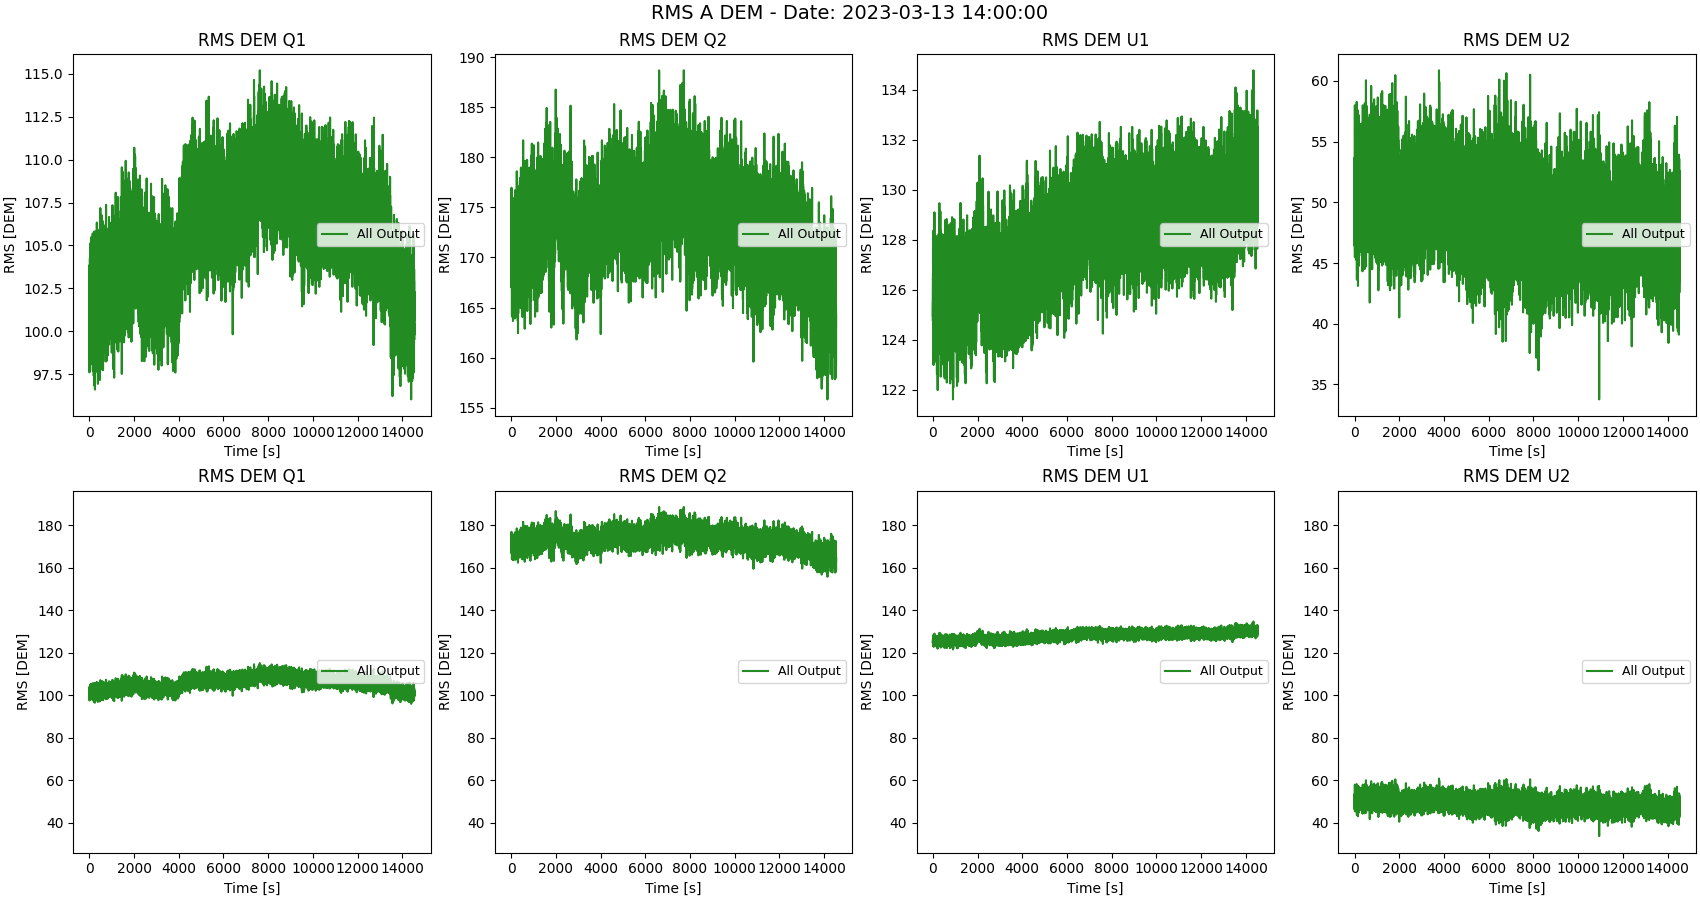 RMS A DEM - Date: 2023-03-13 14:00:00
RMS DEM Q1
RMS [DEM]
115.0
112.5
110.0
107.5
105.0
102.5
100.0
97.5
All Output
0 2000 4000 6000 8000 10000 12000 14000
Time [s]
RMS DEM Q2
RMS [DEM]
190
185
180
175
170
165
160
155
All Output
0 2000 4000 6000 8000 10000 12000 14000
Time [s]
RMS DEM U1
RMS [DEM]
134
132
130
128
126
124
122
All Output
0 2000 4000 6000 8000 10000 12000 14000
Time [s]
RMS DEM U2
RMS [DEM]
60
55
50
45
40
35
All Output
0 2000 4000 6000 8000 10000 12000 14000
Time [s]
RMS DEM Q1
RMS [DEM]
180
160
140
120
100
80
60
40
All Output
0 2000 4000 6000 8000 10000 12000 14000
Time [s]
RMS DEM Q2
RMS [DEM]
180
160
140
120
100
80
60
40
All Output
0 2000 4000 6000 8000 10000 12000 14000
Time [s]
RMS DEM U1
RMS [DEM]
180
160
140
120
100
80
60
40
All Output
0 2000 4000 6000 8000 10000 12000 14000
Time [s]
RMS DEM U2
RMS [DEM]
180
160
140
120
100
80
60
40
All Output
0 2000 4000 6000 8000 10000 12000 14000
Time [s]